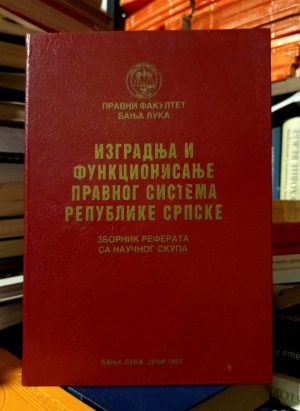 ПРАВНИ ФАКУЛТЕТ
БАЊА ЛУКА
ИЗГРАДЊА И
ФУНКЦИОНИСАЊЕ
ПРАВНОГ СИСТЕМА
РЕПУБЛИКЕ СРПСКЕ
ЗБОРНИК РЕФЕРАТА
СА НАУЧНОГ СКУПА
БАЊА ЛУКА, ЈУНИ 1997